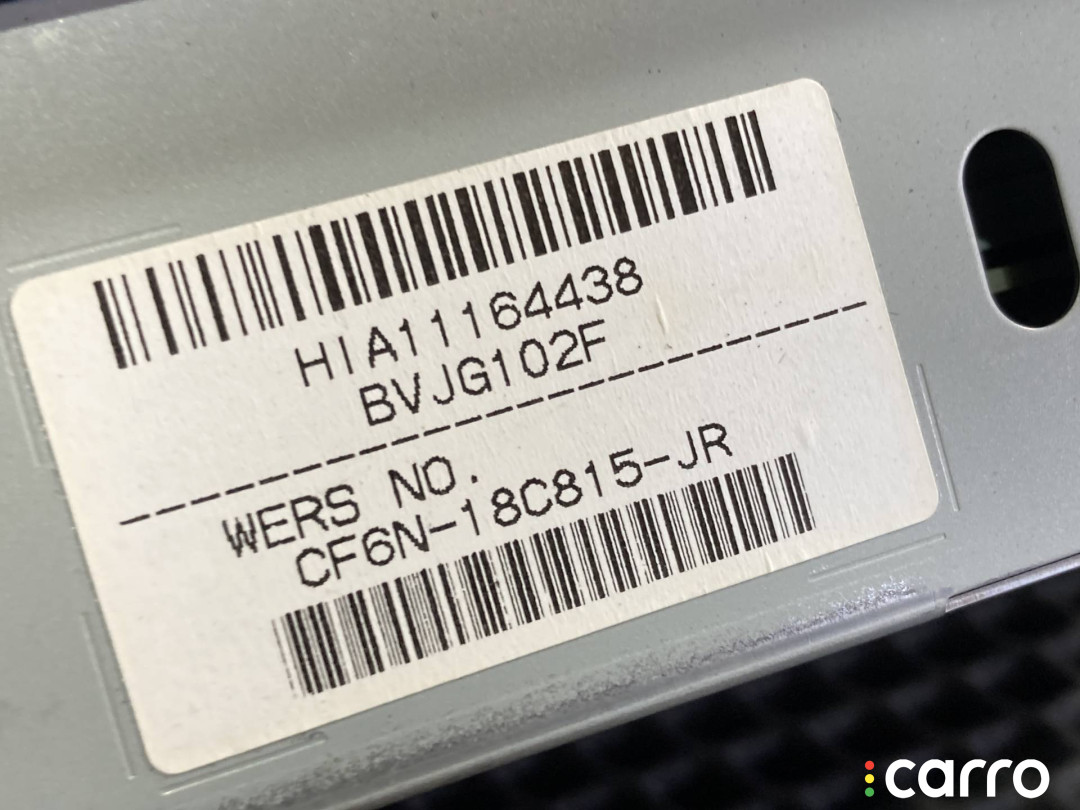 HIA11164438
BVJG102F
WERS NO.
CF6N-18C815-JR
carro